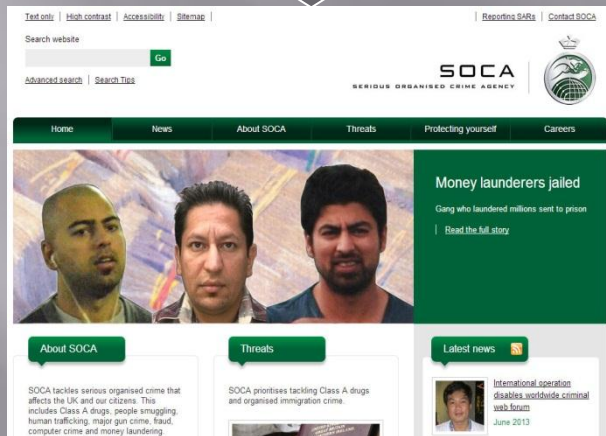 Text only | High contrast | Accessibility | Sitemap |
| Reporting SARs | Contact SOCA
Search website
Go
Advanced search | Search Tips
SOCA
SERIOUS ORGANISED CRIME AGENCY
Home News About SOCA Threats Protecting yourself Careers
Money launderers jailed
Gang who laundered millions sent to prison
| Read the full story
About SOCA
SOCA tackles serious organised crime that
affects the UK and our citizens. This
includes Class A drugs, people smuggling,
human trafficking, major gun crime, fraud,
computer crime and money laundering.
Threats
SOCA prioritises tackling Class A drugs
and organised immigration crime.
Latest news
International operation
disables worldwide criminal
web forum
June 2013